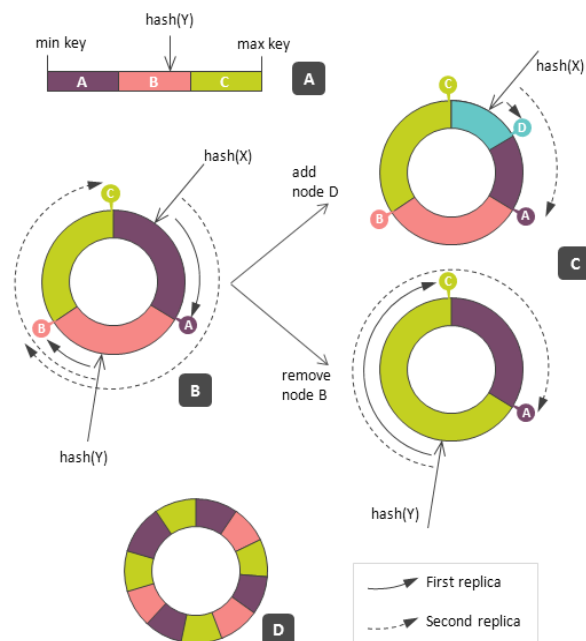 hash(Y)
min key
max key
A
B
C
A
hash(X)
C
D
B
A
C
add
node D
hash(X)
C
B
A
B
hash(Y)
remove
node B
C
A
hash(Y)
D
First replica
Second replica